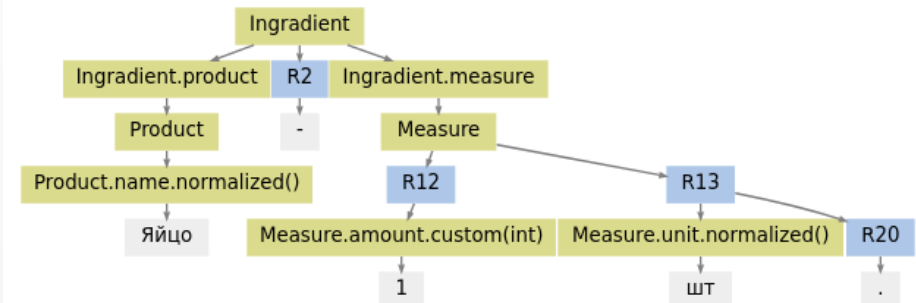 Ingradient
Ingradient.product R2 Ingradient.measure
Product - Measure
Product.name.normalized() R12 R13
Яйцо Measure.amount.custom(int) Measure.unit.normalized() R20
1 шт .